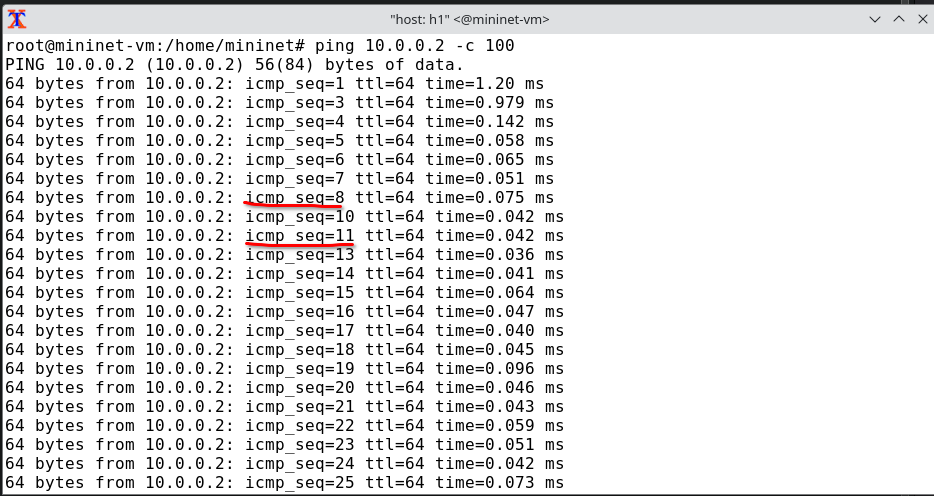 "host: h1" <@mininet-vm>
root@mininet-vm:/home/mininet# ping 10.0.0.2 -c 100
PING 10.0.0.2 (10.0.0.2) 56(84) bytes of data.
64 bytes from 10.0.0.2: icmp_seq=1 ttl=64 time=1.20 ms
64 bytes from 10.0.0.2: icmp_seq=3 ttl=64 time=0.979 ms
64 bytes from 10.0.0.2: icmp_seq=4 ttl=64 time=0.142 ms
64 bytes from 10.0.0.2: icmp_seq=5 ttl=64 time=0.058 ms
64 bytes from 10.0.0.2: icmp_seq=6 ttl=64 time=0.065 ms
64 bytes from 10.0.0.2: icmp_seq=7 ttl=64 time=0.051 ms
64 bytes from 10.0.0.2: icmp_seq=8 ttl=64 time=0.075 ms
64 bytes from 10.0.0.2: icmp_seq=10 ttl=64 time=0.042 ms
64 bytes from 10.0.0.2: icmp_seq=11 ttl=64 time=0.042 ms
64 bytes from 10.0.0.2: icmp_seq=13 ttl=64 time=0.036 ms
64 bytes from 10.0.0.2: icmp_seq=14 ttl=64 time=0.041 ms
64 bytes from 10.0.0.2: icmp_seq=15 ttl=64 time=0.064 ms
64 bytes from 10.0.0.2: icmp_seq=16 ttl=64 time=0.047 ms
64 bytes from 10.0.0.2: icmp_seq=17 ttl=64 time=0.040 ms
64 bytes from 10.0.0.2: icmp_seq=18 ttl=64 time=0.045 ms
64 bytes from 10.0.0.2: icmp_seq=19 ttl=64 time=0.096 ms
64 bytes from 10.0.0.2: icmp_seq=20 ttl=64 time=0.046 ms
64 bytes from 10.0.0.2: icmp_seq=21 ttl=64 time=0.043 ms
64 bytes from 10.0.0.2: icmp_seq=22 ttl=64 time=0.059 ms
64 bytes from 10.0.0.2: icmp_seq=23 ttl=64 time=0.051 ms
64 bytes from 10.0.0.2: icmp_seq=24 ttl=64 time=0.042 ms
64 bytes from 10.0.0.2: icmp_seq=25 ttl=64 time=0.073 ms